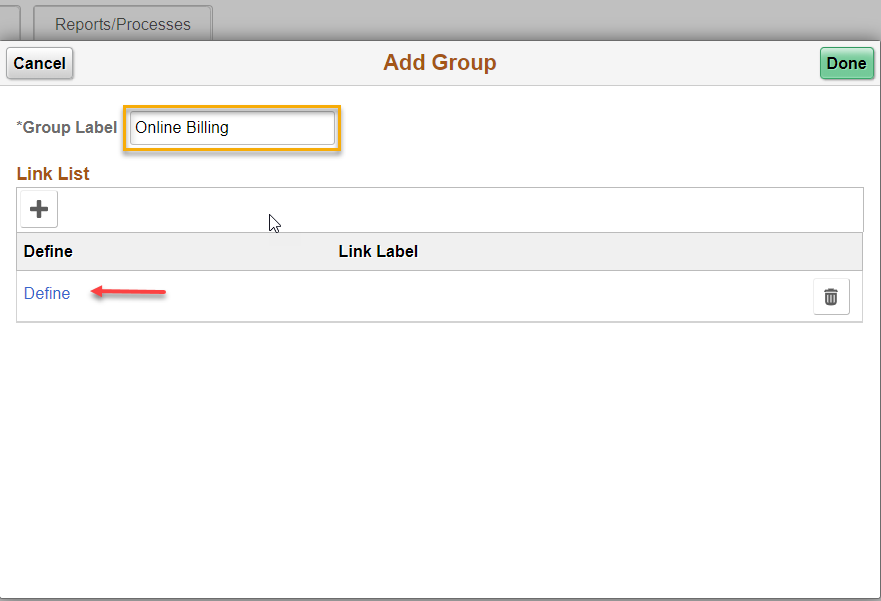 Reports/Processes
Cancel
Add Group
Done
*Group Label
Online Billing
Link List
Define
Link Label
Define